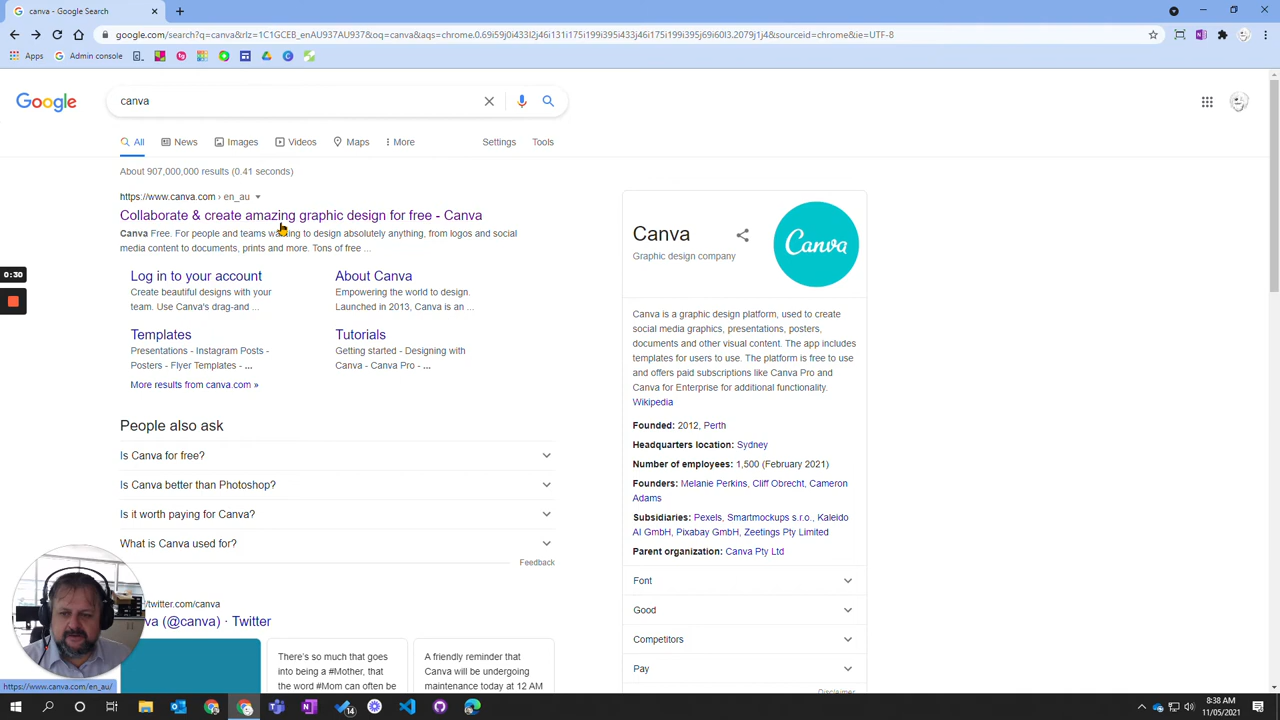 canva - Google Search
google.com/search?q=canva&rlz=1C1GCEB_enAU937AU937&oq=canva&aqs=chrome.0.69i59j0i433l2j46i131i175i199i395i433j46i175i199i395j69i60l3.2079j1j4&sourceid=chrome&ie=UTF-8
Apps
Admin console
Google
canva
All
News
Images
Videos
Maps
More
Settings
Tools
About 907,000,000 results (0.41 seconds)
https://www.canva.com › en_au
Collaborate & create amazing graphic design for free - Canva
Canva Free. For people and teams to design absolutely anything, from logos and social
media content to documents, prints and more. Tons of free ...
Log in to your account
Create beautiful designs with your
team. Use Canva's drag-and ...
About Canva
Empowering the world to design.
Launched in 2013, Canva is an ...
Templates
Presentations - Instagram Posts -
Posters - Flyer Templates - ...
Tutorials
Getting started - Designing with
Canva - Canva Pro - ...
More results from canva.com »
People also ask
Is Canva for free?
Is Canva better than Photoshop?
Is it worth paying for Canva?
What is Canva used for?
Feedback
/twitter.com/canva
va (@canva) · Twitter
There's so much that goes
into being a #Mother, that
the word #Mom can often be
A friendly reminder that
Canva will be undergoing
maintenance today at 12 AM
Canva
Graphic design company
Canva
Canva is a graphic design platform, used to create
social media graphics, presentations, posters,
documents and other visual content. The app includes
templates for users to use. The platform is free to use
and offers paid subscriptions like Canva Pro and
Canva for Enterprise for additional functionality.
Wikipedia
Founded: 2012, Perth
Headquarters location: Sydney
Number of employees: 1,500 (February 2021)
Founders: Melanie Perkins, Cliff Obrecht, Cameron
Adams
Subsidiaries: Pexels, Smartmockups s.r.o., Kaleido
AI GmbH, Pixabay GmbH, Zeetings Pty Limited
Parent organization: Canva Pty Ltd
Font
Good
Competitors
Pay
Disclaimer
0:30
https://www.canva.com/en_au/
14
8:38 AM
11/05/2021